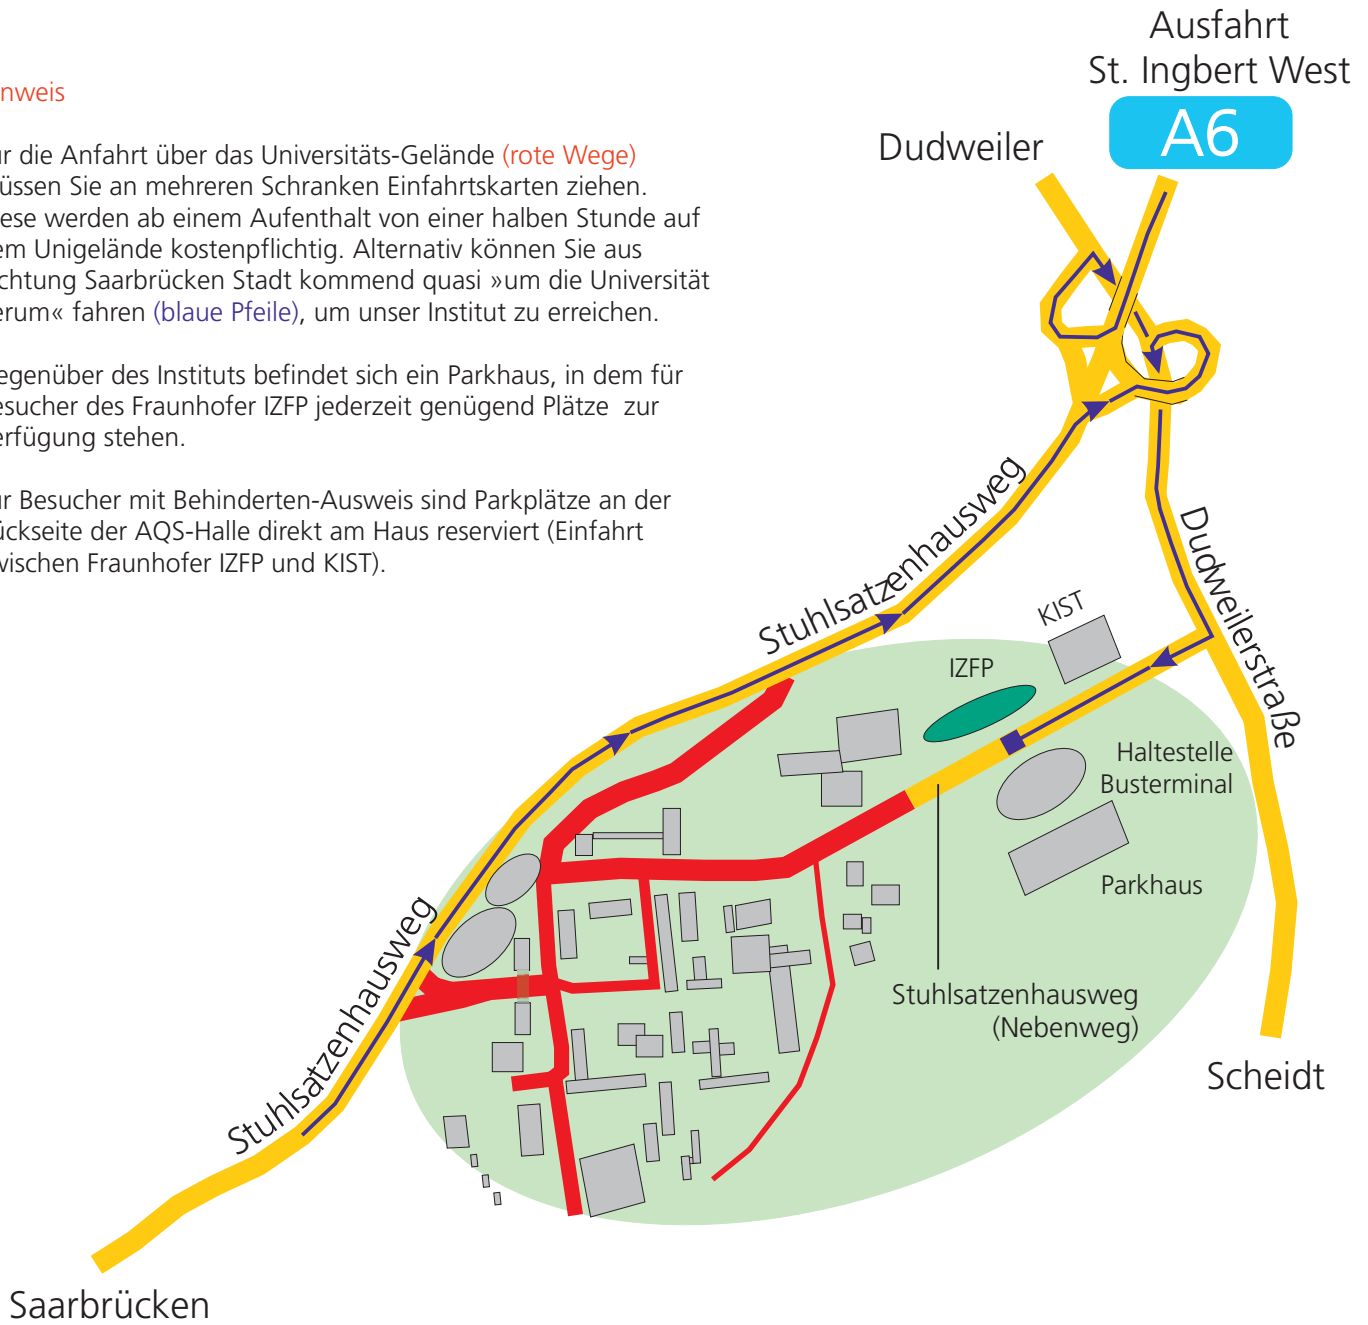 Ausfahrt
St. Ingbert West
A6
Dudweiler
nweis
ür die Anfahrt über das Universitäts-Gelände (rote Wege)
üssen Sie an mehreren Schranken Einfahrtskarten ziehen.
ese werden ab einem Aufenthalt von einer halben Stunde auf
em Unigelände kostenpflichtig. Alternativ können Sie aus
chtung Saarbrücken Stadt kommend quasi »um die Universität
erum« fahren (blaue Pfeile), um unser Institut zu erreichen.
egenüber des Instituts befindet sich ein Parkhaus, in dem für
esucher des Fraunhofer IZFP jederzeit genügend Plätze zur
erfügung stehen.
ür Besucher mit Behinderten-Ausweis sind Parkplätze an der
ückseite der AQS-Halle direkt am Haus reserviert (Einfahrt
wischen Fraunhofer IZFP und KIST).
Stuhlsatzenhausweg
Dudweilerstraße
KIST
IZFP
Haltestelle
Busterminal
Parkhaus
Stuhlsatzenhausweg
Stuhlsatzenhausweg
(Nebenweg)
Scheidt
Saarbrücken